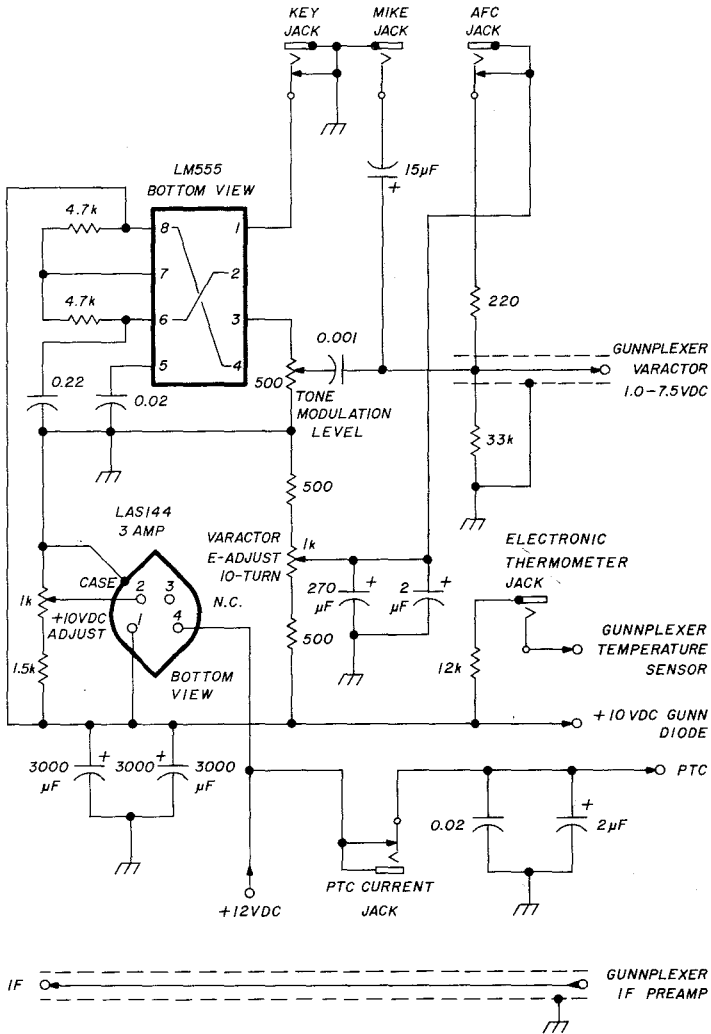 KEY
JACK
MIKE
JACK
AFC
JACK
LM555
BOTTOM VIEW
15µF
+
4.7k
8
1
7
2
4.7k
6
3
220
5
4
0.001
500
TONE
MODULATION
LEVEL
GUNNPLEXER
VARACTOR
1.0-7.5VDC
0.22
0.02
33k
500
LAS144
3 AMP
VARACTOR
E-ADJUST
10-TURN
1k
ELECTRONIC
THERMOMETER
JACK
CASE
2
3
N.C.
270
µF
+
2
µF
+
1k
+10VDC
ADJUST
1
4
500
12k
GUNNPLEXER
TEMPERATURE
SENSOR
1.5k
BOTTOM
VIEW
+10 VDC GUNN
DIODE
3000
µF
+
3000
+
3000
µF
PTC
0.02
+
2µF
+12VDC
PTC CURRENT
JACK
IF
GUNNPLEXER
IF PREAMP